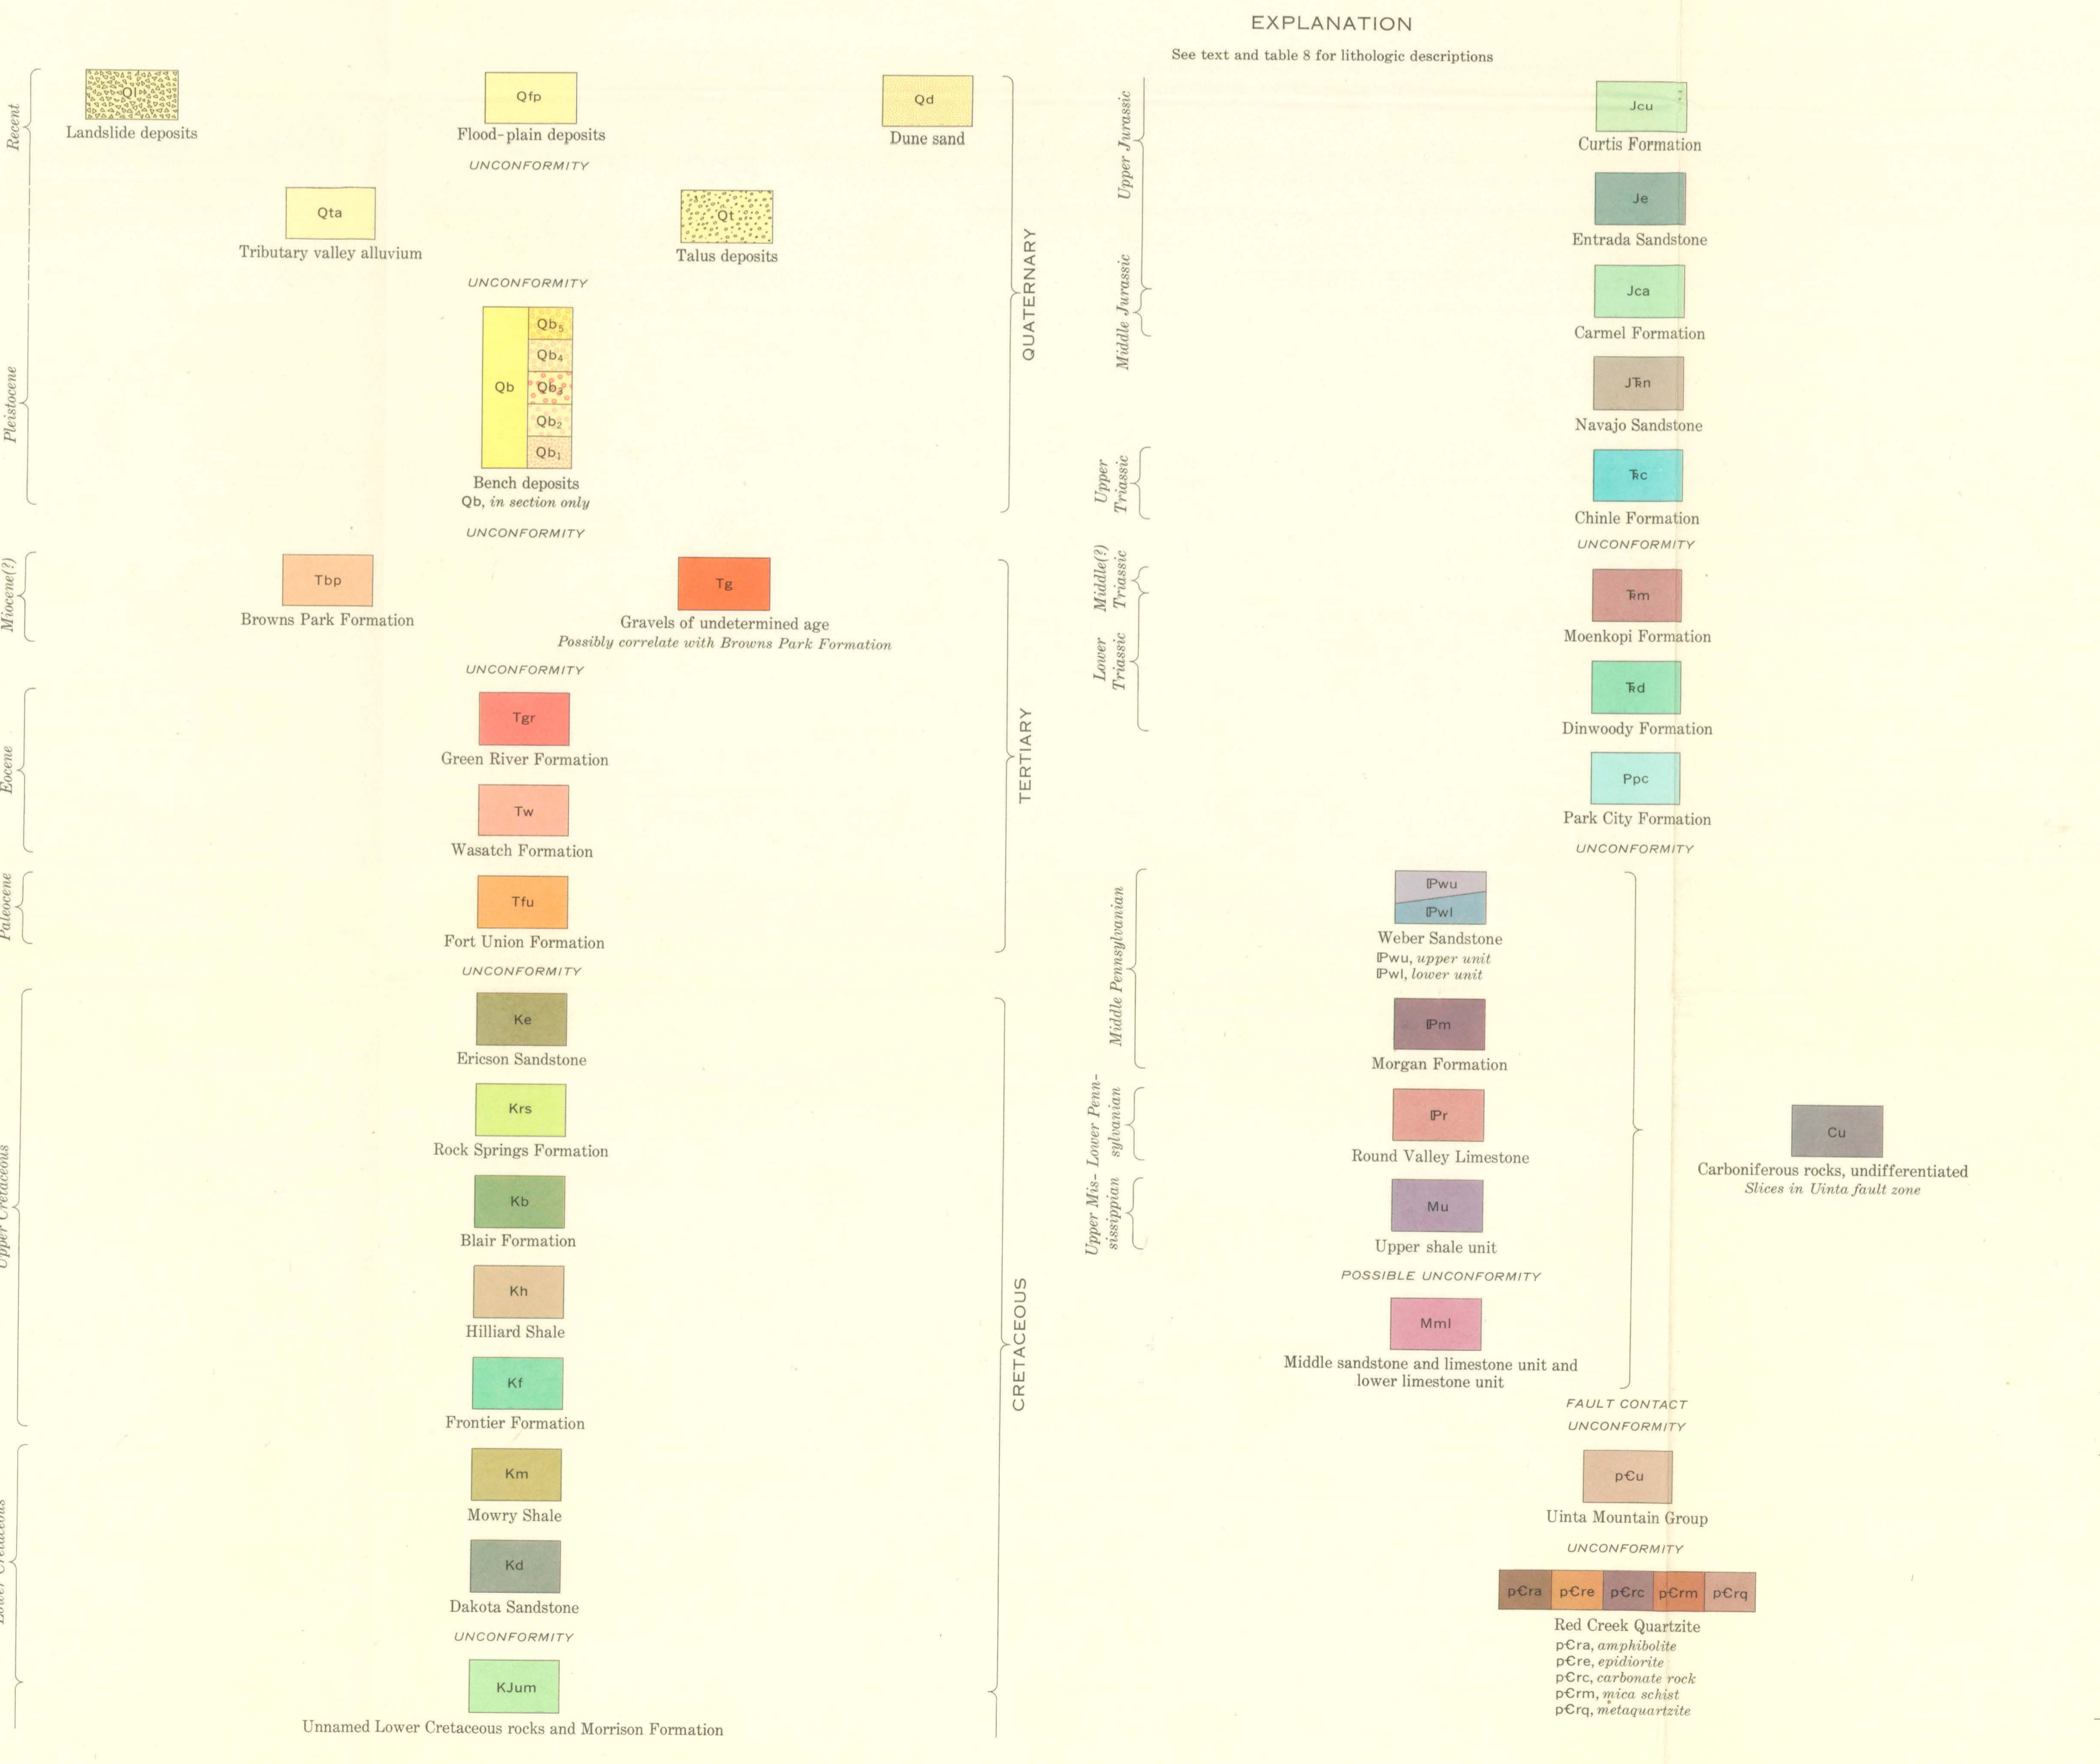 EXPLANATION
See text and table 8 for lithologic descriptions
Recent
Ql
Landslide deposits
Qfp
Flood-plain deposits
Qd
Dune sand
UNCONFORMITY
Qta
Tributary valley alluvium
Qt
Talus deposits
UNCONFORMITY
Pleistocene
Qb
Qb5
Qb4
Qb3
Qb2
Qb1
Bench deposits
Qb, in section only
QUATERNARY
UNCONFORMITY
Miocene(?)
Tbp
Browns Park Formation
Tg
Gravels of undetermined age
Possibly correlate with Browns Park Formation
UNCONFORMITY
Eocene
Tgr
Green River Formation
Tw
Wasatch Formation
TERTIARY
Paleocene
Tfu
Fort Union Formation
UNCONFORMITY
Upper Cretaceous
Ke
Ericson Sandstone
Krs
Rock Springs Formation
Kb
Blair Formation
Kh
Hilliard Shale
Kf
Frontier Formation
CRETACEOUS
Lower Cretaceous
Km
Mowry Shale
Kd
Dakota Sandstone
UNCONFORMITY
KJum
Unnamed Lower Cretaceous rocks and Morrison Formation
Upper Jurassic
Jcu
Curtis Formation
Je
Entrada Sandstone
Middle Jurassic
Jca
Carmel Formation
JTRn
Navajo Sandstone
Upper
Triassic
TRc
Chinle Formation
UNCONFORMITY
Middle(?)
Triassic
TRm
Moenkopi Formation
Lower
Triassic
TRd
Dinwoody Formation
Ppc
Park City Formation
UNCONFORMITY
Middle Pennsylvanian
ℙwu
ℙwl
Weber Sandstone
ℙwu, upper unit
ℙwl, lower unit
ℙm
Morgan Formation
Lower Penn-
sylvanian
ℙr
Round Valley Limestone
Upper Mis-
sissippian
Mu
Upper shale unit
POSSIBLE UNCONFORMITY
Mml
Middle sandstone and limestone unit and
lower limestone unit
Cu
Carboniferous rocks, undifferentiated
Slices in Uinta fault zone
FAULT CONTACT
UNCONFORMITY
p€u
Uinta Mountain Group
UNCONFORMITY
p€ra p€re p€rc p€rm p€rq
Red Creek Quartzite
p€ra, amphibolite
p€re, epidiorite
p€rc, carbonate rock
p€rm, mica schist
p€rq, metaquartzite